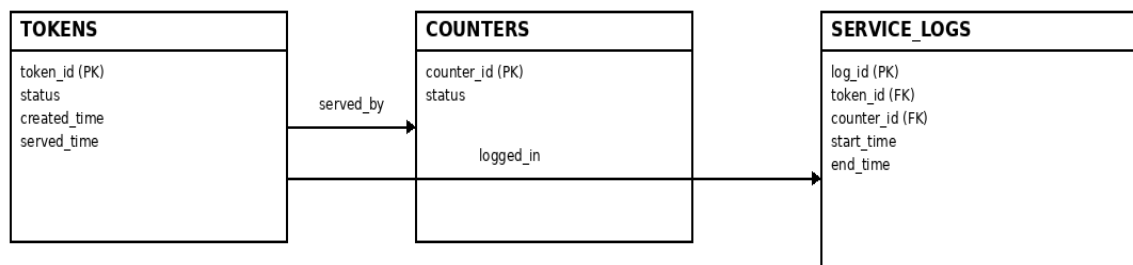 TOKENS
token_id (PK)
status
created_time
served_time
served_by
COUNTERS
counter_id (PK)
status
logged_in
SERVICE_LOGS
log_id (PK)
token_id (FK)
counter_id (FK)
start_time
end_time